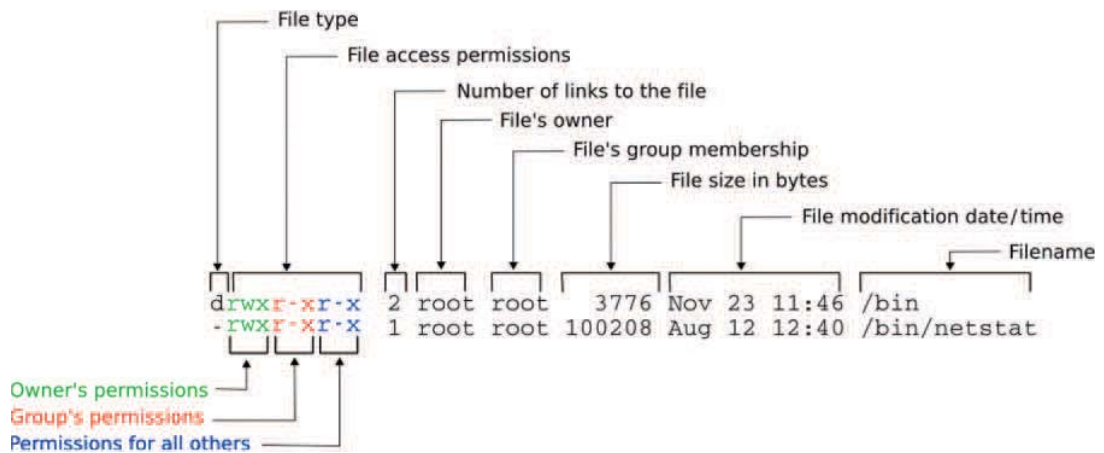 File type
File access permissions
Number of links to the file
File's owner
File's group membership
File size in bytes
File modification date/time
Filename
drwxr-xr-x 2 root root 3776 Nov 23 11:46 /bin
-rwxr-xr-x 1 root root 100208 Aug 12 12:40 /bin/netstat
Owner's permissions
Group's permissions
Permissions for all others